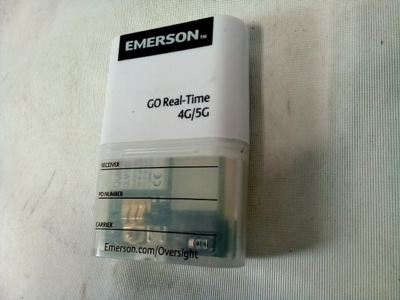 EMERSON™
GO Real-Time
4G/5G
RECEIVER
PO NUMBER
CARRIER
Emerson.com/Oversight